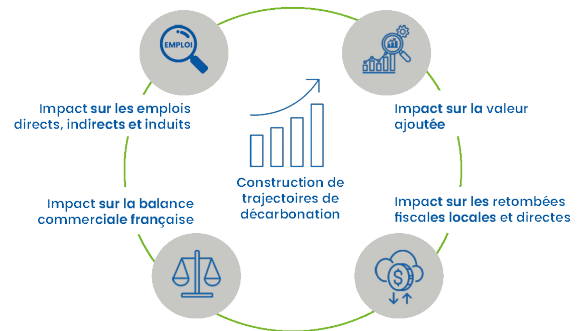 EMPLOI
Impact sur les emplois
directs, indirects et induits
Impact sur la valeur
ajoutée
Construction de
trajectoires de
décarbonation
Impact sur la balance
commerciale française
Impact sur les retombées
fiscales locales et directes
$